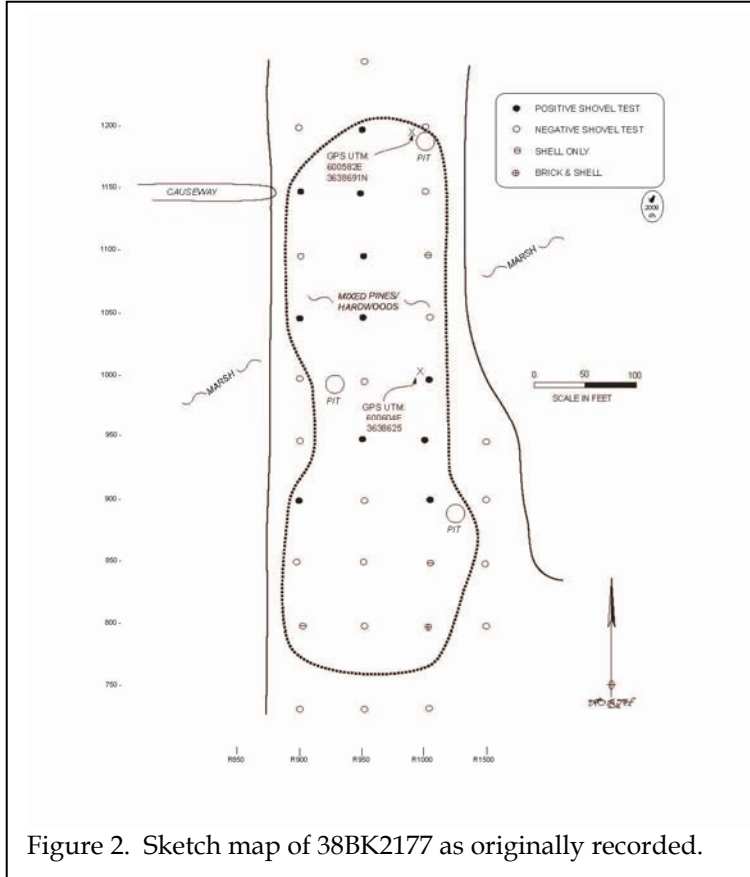 POSITIVE SHOVEL TEST
NEGATIVE SHOVEL TEST
SHELL ONLY
BRICK & SHELL
2008
1200-
GPS UTM:
600582E
3638691N
X
PIT
1150-
CAUSEWAY
1100-
MARSH
1050-
MIXED PINES/
HARDWOODS
1000-
MARSH
PIT
X
GPS UTM:
600604E
3638625
0 50 100
SCALE IN FEET
950-
900-
PIT
850-
800-
750-
R850 R900 R950 R1000 R1500
Figure 2. Sketch map of 38BK2177 as originally recorded.